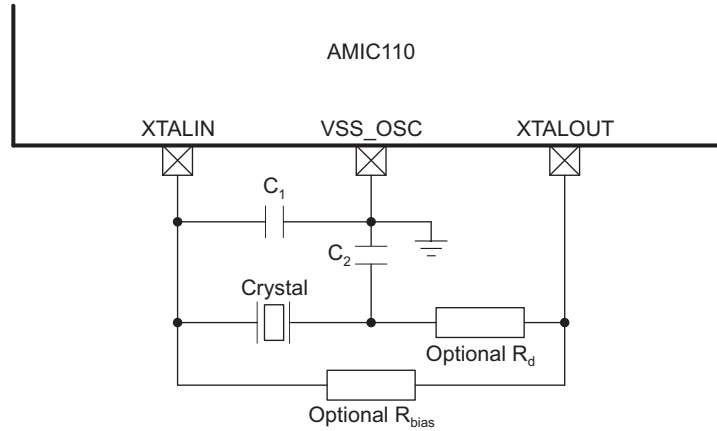 AMIC110
XTALIN VSS_OSC XTALOUT
C1
C2
Crystal
Optional Rd
Optional Rbias